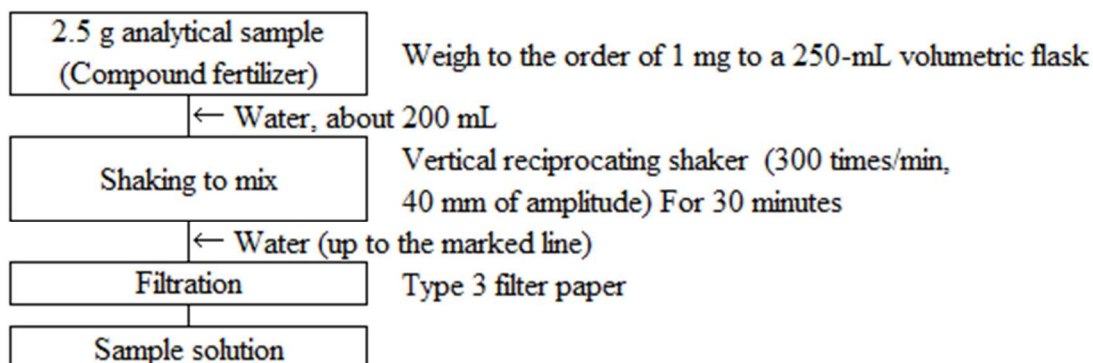 2.5 g analytical sample
(Compound fertilizer)
Weigh to the order of 1 mg to a 250-mL volumetric flask
← Water, about 200 mL
Shaking to mix
Vertical reciprocating shaker (300 times/min,
40 mm of amplitude) For 30 minutes
← Water (up to the marked line)
Filtration
Type 3 filter paper
Sample solution